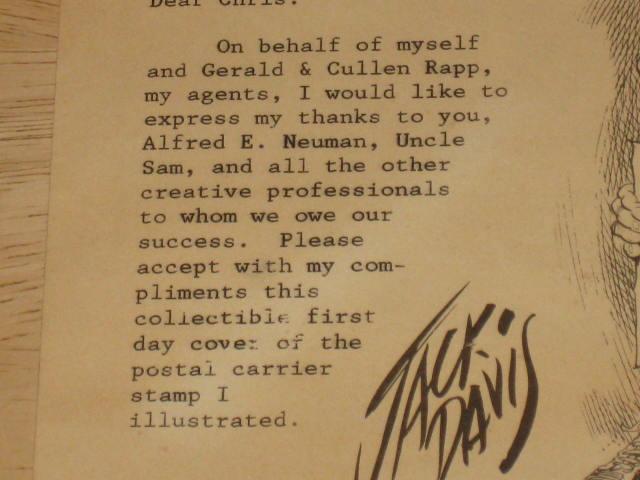 Dear Chris:
On behalf of myself
and Gerald & Cullen Rapp,
my agents, I would like to
express my thanks to you,
Alfred E. Neuman, Uncle
Sam, and all the other
creative professionals
to whom we owe our
success.  Please
accept with my com-
pliments this
collectible first
day cover of the
postal carrier
stamp I
illustrated.
JACK
DAVIS